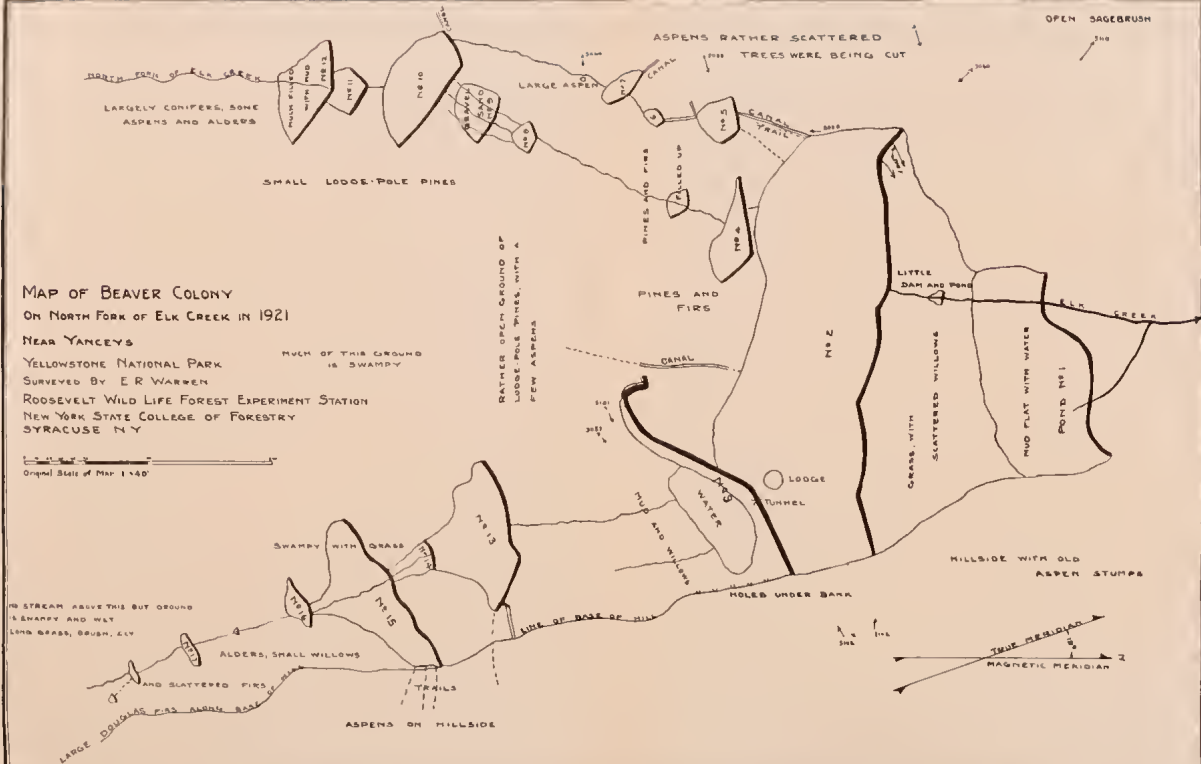 OPEN SAGEBRUSH
ASPENS RATHER SCATTERED
TREES WERE BEING CUT
CANAL
NORTH FORK OF ELK CREEK
MUCH FILLED
WITH MUD
No 12
No 11
No 10
LARGE ASPEN
No 7
CANAL
LARGELY CONIFERS, SOME
ASPENS AND ALDERS
No 9
No 8
6
No 5
CANAL
TRAIL
SMALL LODGE-POLE PINES
PINES AND FIRS
FILLED UP
No 4
PINES AND
FIRS
RATHER OPEN GROUND OF
LODGE-POLE PINES, WITH A
FEW ASPENS
LITTLE
DAM AND POND
ELK CREEK
MAP OF BEAVER COLONY
ON NORTH FORK OF ELK CREEK IN 1921
NEAR YANCEYS
YELLOWSTONE NATIONAL PARK
SURVEYED BY E R WARREN
ROOSEVELT WILD LIFE FOREST EXPERIMENT STATION
NEW YORK STATE COLLEGE OF FORESTRY
SYRACUSE N Y
Original Scale of Map 1"=40'
MUCH OF THIS GROUND
IS SWAMPY
CANAL
No 2
GRASS, WITH
SCATTERED WILLOWS
MUD FLAT WITH WATER
POND No 1
3121
3057
No 3
WATER
LODGE
TUNNEL
MUD AND WILLOWS
HOLES UNDER BANK
LINE OF BASE OF HILL
HILLSIDE WITH OLD
ASPEN STUMPS
No 13
SWAMPY WITH GRASS
No 14
No 15
No 16
NO STREAM ABOVE THIS BUT GROUND
IS SWAMPY AND WET
LONG GRASS, BRUSH, ETC
No 17
ALDERS, SMALL WILLOWS
AND SCATTERED FIRS
LARGE DOUGLAS FIRS ALONG BASE OF HILL
TRAILS
ASPENS ON HILLSIDE
TRUE MERIDIAN
MAGNETIC MERIDIAN
N